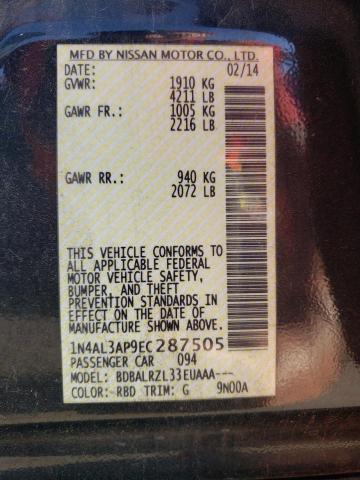 MFD BY NISSAN MOTOR CO., LTD.
DATE: 02/14
GVWR: 1910 KG
4211 LB
GAWR FR.: 1005 KG
2216 LB
GAWR RR.: 940 KG
2072 LB
THIS VEHICLE CONFORMS TO
ALL APPLICABLE FEDERAL
MOTOR VEHICLE SAFETY,
BUMPER, AND THEFT
PREVENTION STANDARDS IN
EFFECT ON THE DATE OF
MANUFACTURE SHOWN ABOVE.
1N4AL3AP9EC287505
PASSENGER CAR 094
MODEL: BDBALRZL33EUAAA---
COLOR: RBD TRIM: G 9N00A